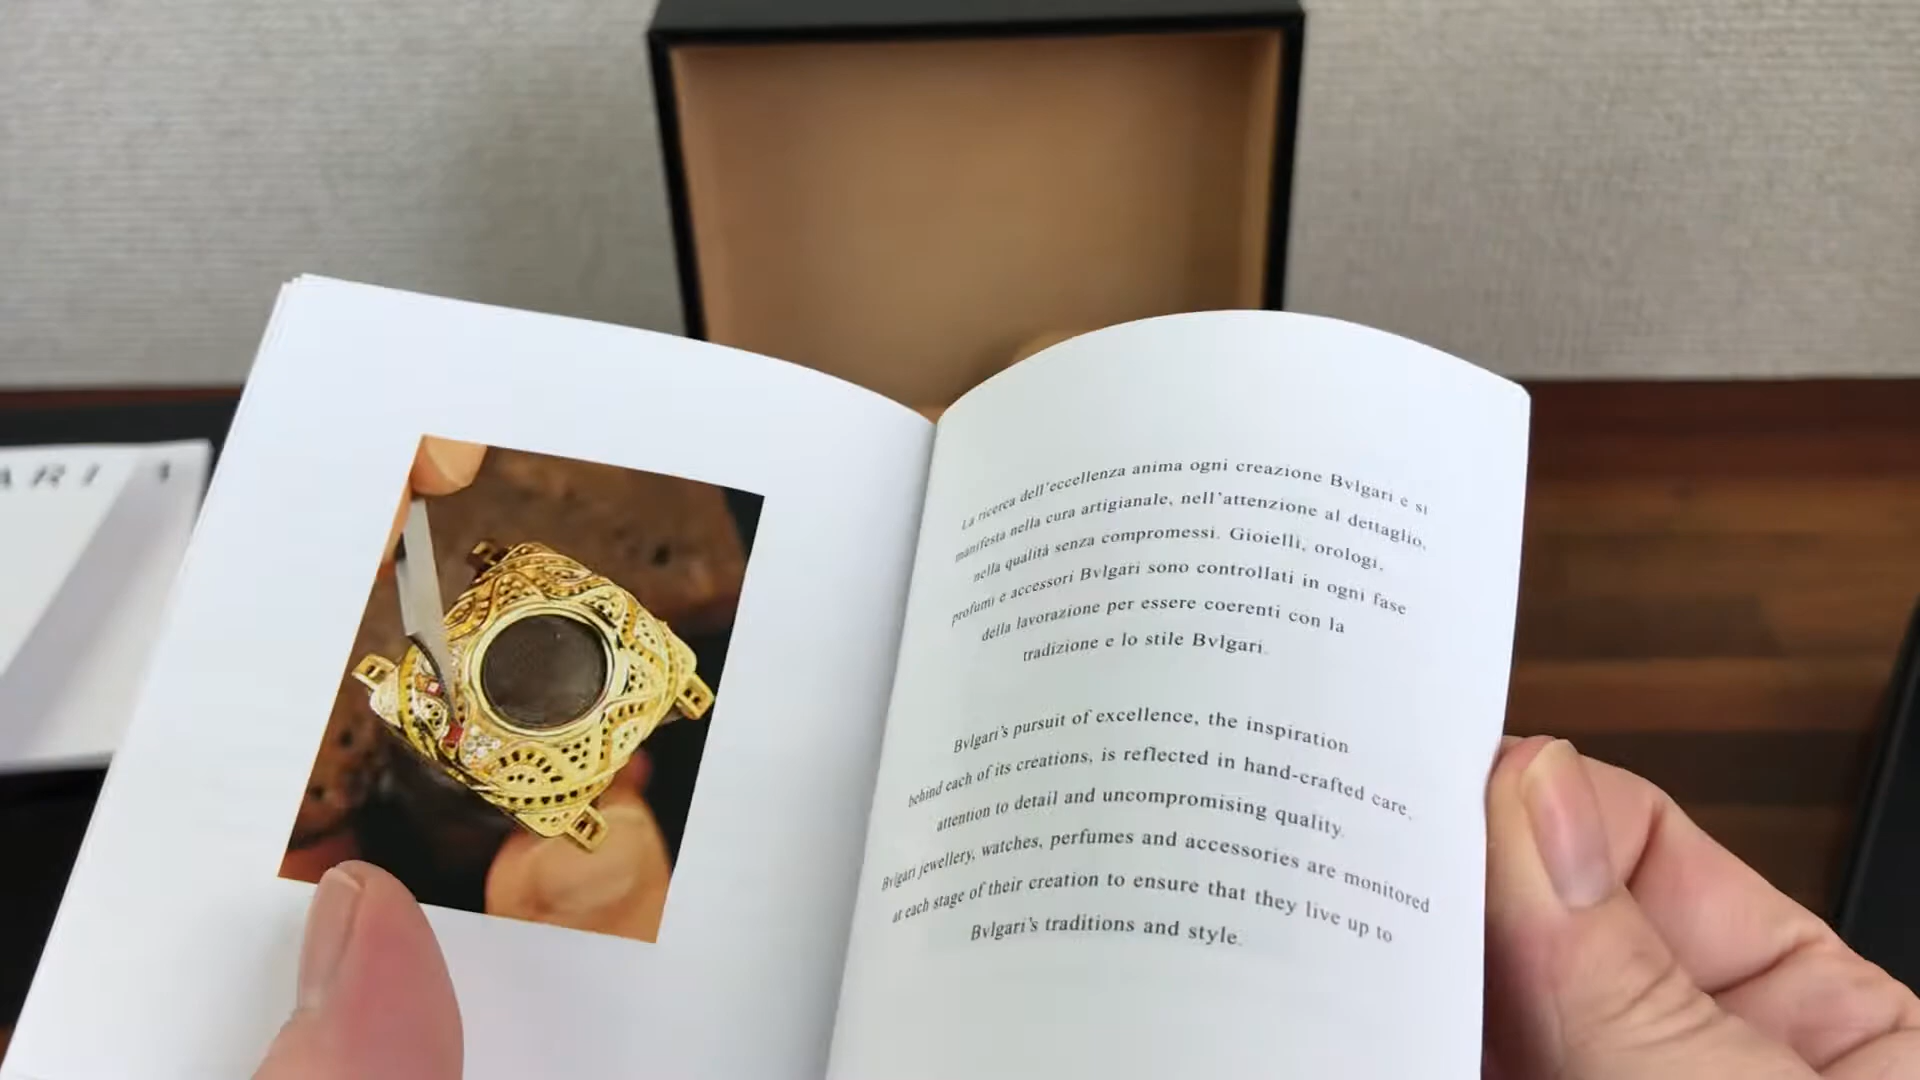 ARI
La ricerca dell'eccellenza anima ogni creazione Bvlgari e si
manifesta nella cura artigianale, nell'attenzione al dettaglio,
nella qualità senza compromessi. Gioielli, orologi,
profumi e accessori Bvlgari sono controllati in ogni fase
della lavorazione per essere coerenti con la
tradizione e lo stile Bvlgari.
Bvlgari's pursuit of excellence, the inspiration
behind each of its creations, is reflected in hand-crafted care,
attention to detail and uncompromising quality.
Bvlgari jewellery, watches, perfumes and accessories are monitored
at each stage of their creation to ensure that they live up to
Bvlgari's traditions and style.